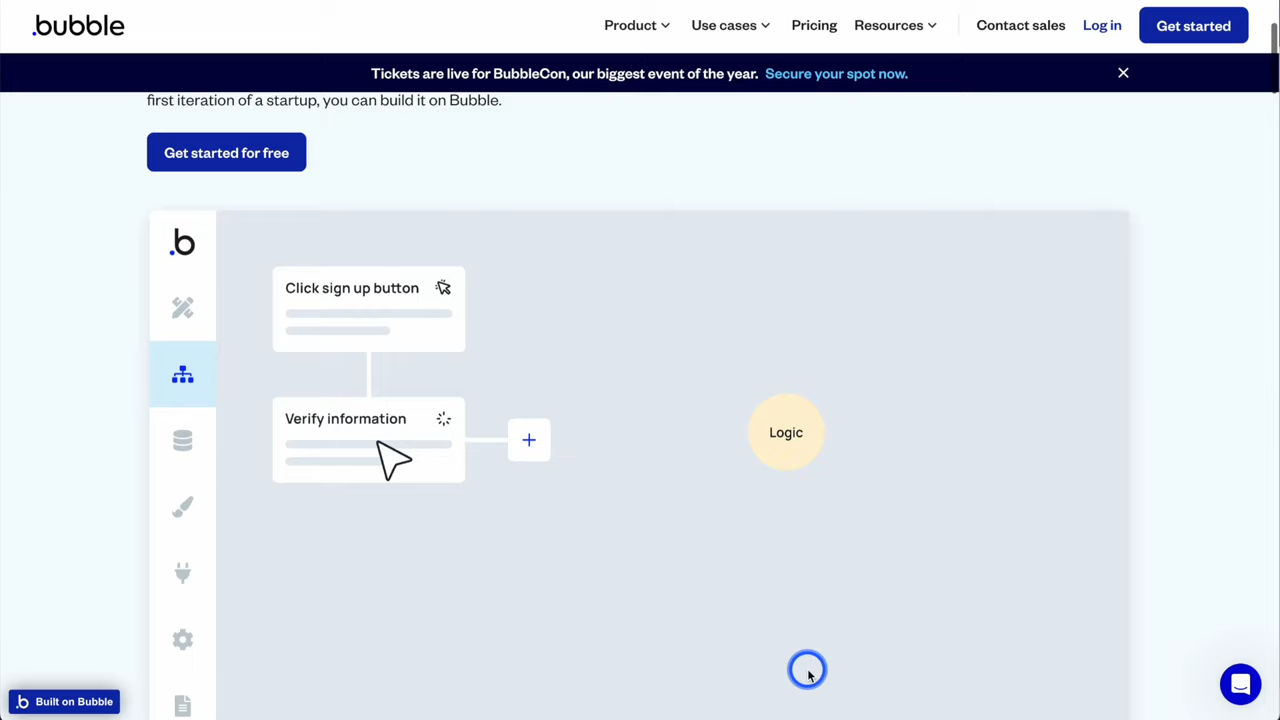 .bubble
Product
Use cases
Pricing
Resources
Contact sales
Log in
Get started
Tickets are live for BubbleCon, our biggest event of the year. Secure your spot now.
first iteration of a startup, you can build it on Bubble.
Get started for free
.b
Click sign up button
Verify information
Logic
.b Built on Bubble